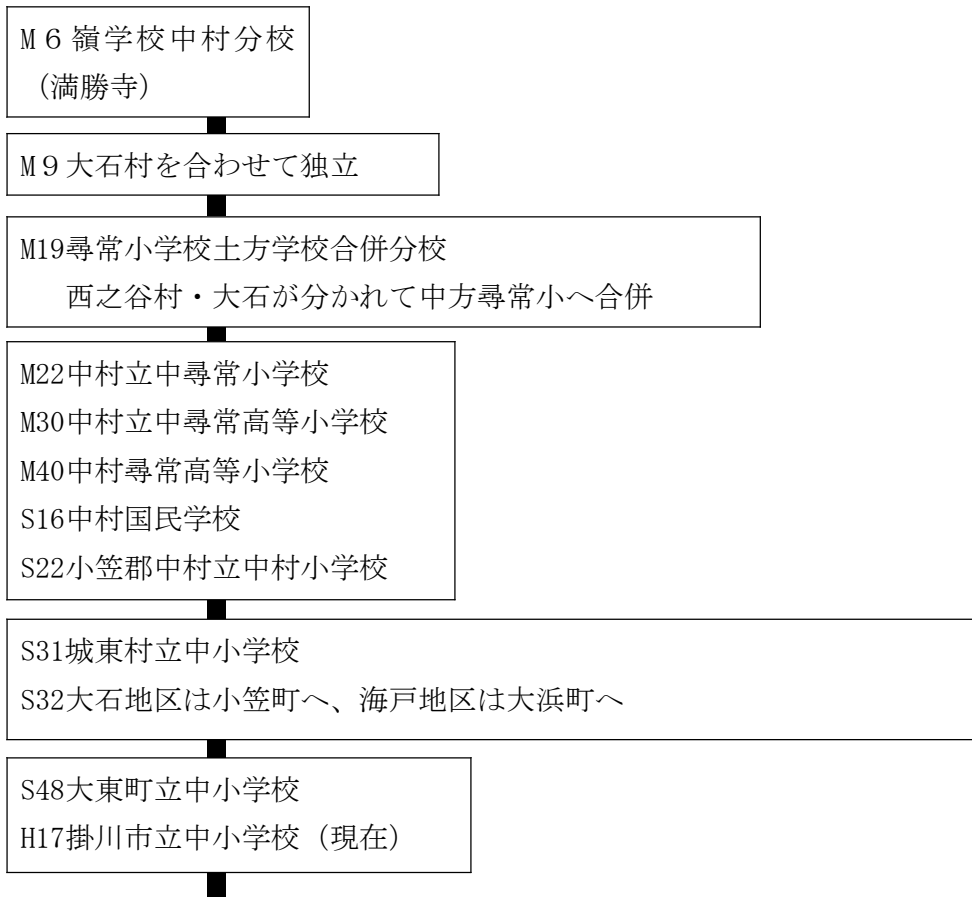 M６嶺学校中村分校
（満勝寺）
M９大石村を合わせて独立
M19尋常小学校土方学校合併分校
西之谷村・大石が分かれて中方尋常小へ合併
M22中村立中尋常小学校
M30中村立中尋常高等小学校
M40中村尋常高等小学校
S16中村国民学校
S22小笠郡中村立中村小学校
S31城東村立中小学校
S32大石地区は小笠町へ、海戸地区は大浜町へ
S48大東町立中小学校
H17掛川市立中小学校（現在）